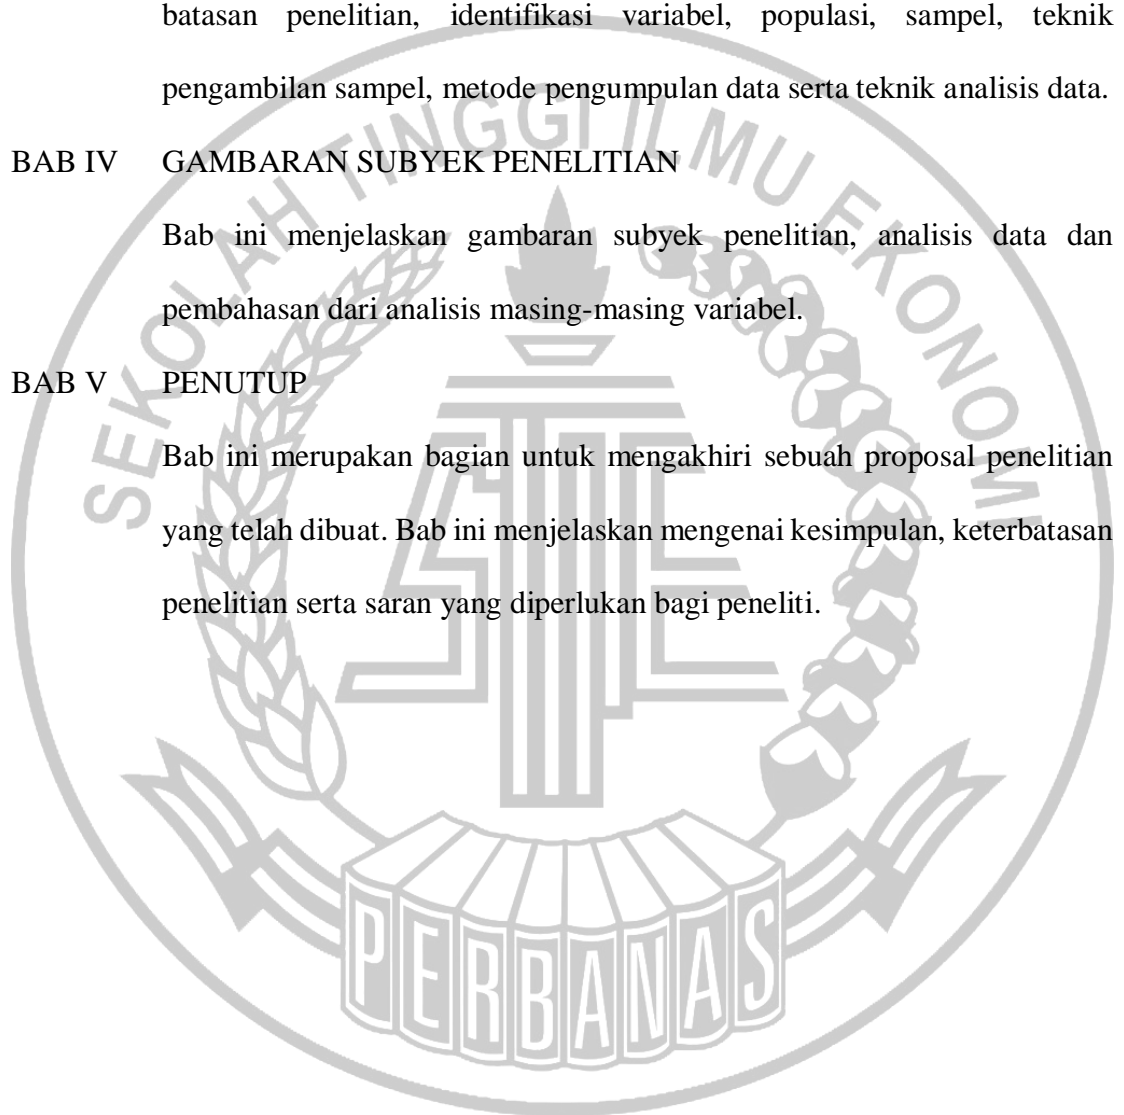 batasan penelitian, identifikasi variabel, populasi, sampel, teknik
pengambilan sampel, metode pengumpulan data serta teknik analisis data.
BAB IV GAMBARAN SUBYEK PENELITIAN
Bab ini menjelaskan gambaran subyek penelitian, analisis data dan
pembahasan dari analisis masing-masing variabel.
BAB V PENUTUP
Bab ini merupakan bagian untuk mengakhiri sebuah proposal penelitian
yang telah dibuat. Bab ini menjelaskan mengenai kesimpulan, keterbatasan
penelitian serta saran yang diperlukan bagi peneliti.
SEKOLAH TINGGI ILMU EKONOMI
PERBANAS